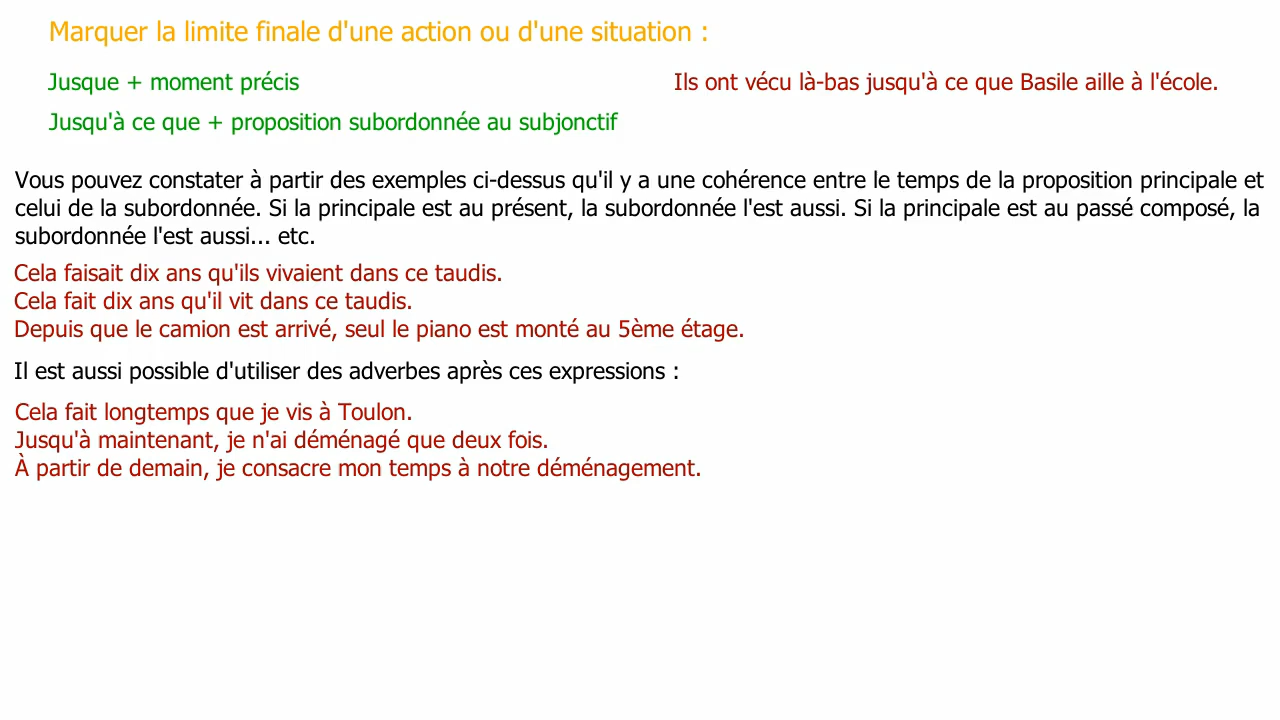 Marquer la limite finale d'une action ou d'une situation :
Jusque + moment précis
Ils ont vécu là-bas jusqu'à ce que Basile aille à l'école.
Jusqu'à ce que + proposition subordonnée au subjonctif
Vous pouvez constater à partir des exemples ci-dessus qu'il y a une cohérence entre le temps de la proposition principale et
celui de la subordonnée. Si la principale est au présent, la subordonnée l'est aussi. Si la principale est au passé composé, la
subordonnée l'est aussi... etc.
Cela faisait dix ans qu'ils vivaient dans ce taudis.
Cela fait dix ans qu'il vit dans ce taudis.
Depuis que le camion est arrivé, seul le piano est monté au 5ème étage.
Il est aussi possible d'utiliser des adverbes après ces expressions :
Cela fait longtemps que je vis à Toulon.
Jusqu'à maintenant, je n'ai déménagé que deux fois.
À partir de demain, je consacre mon temps à notre déménagement.